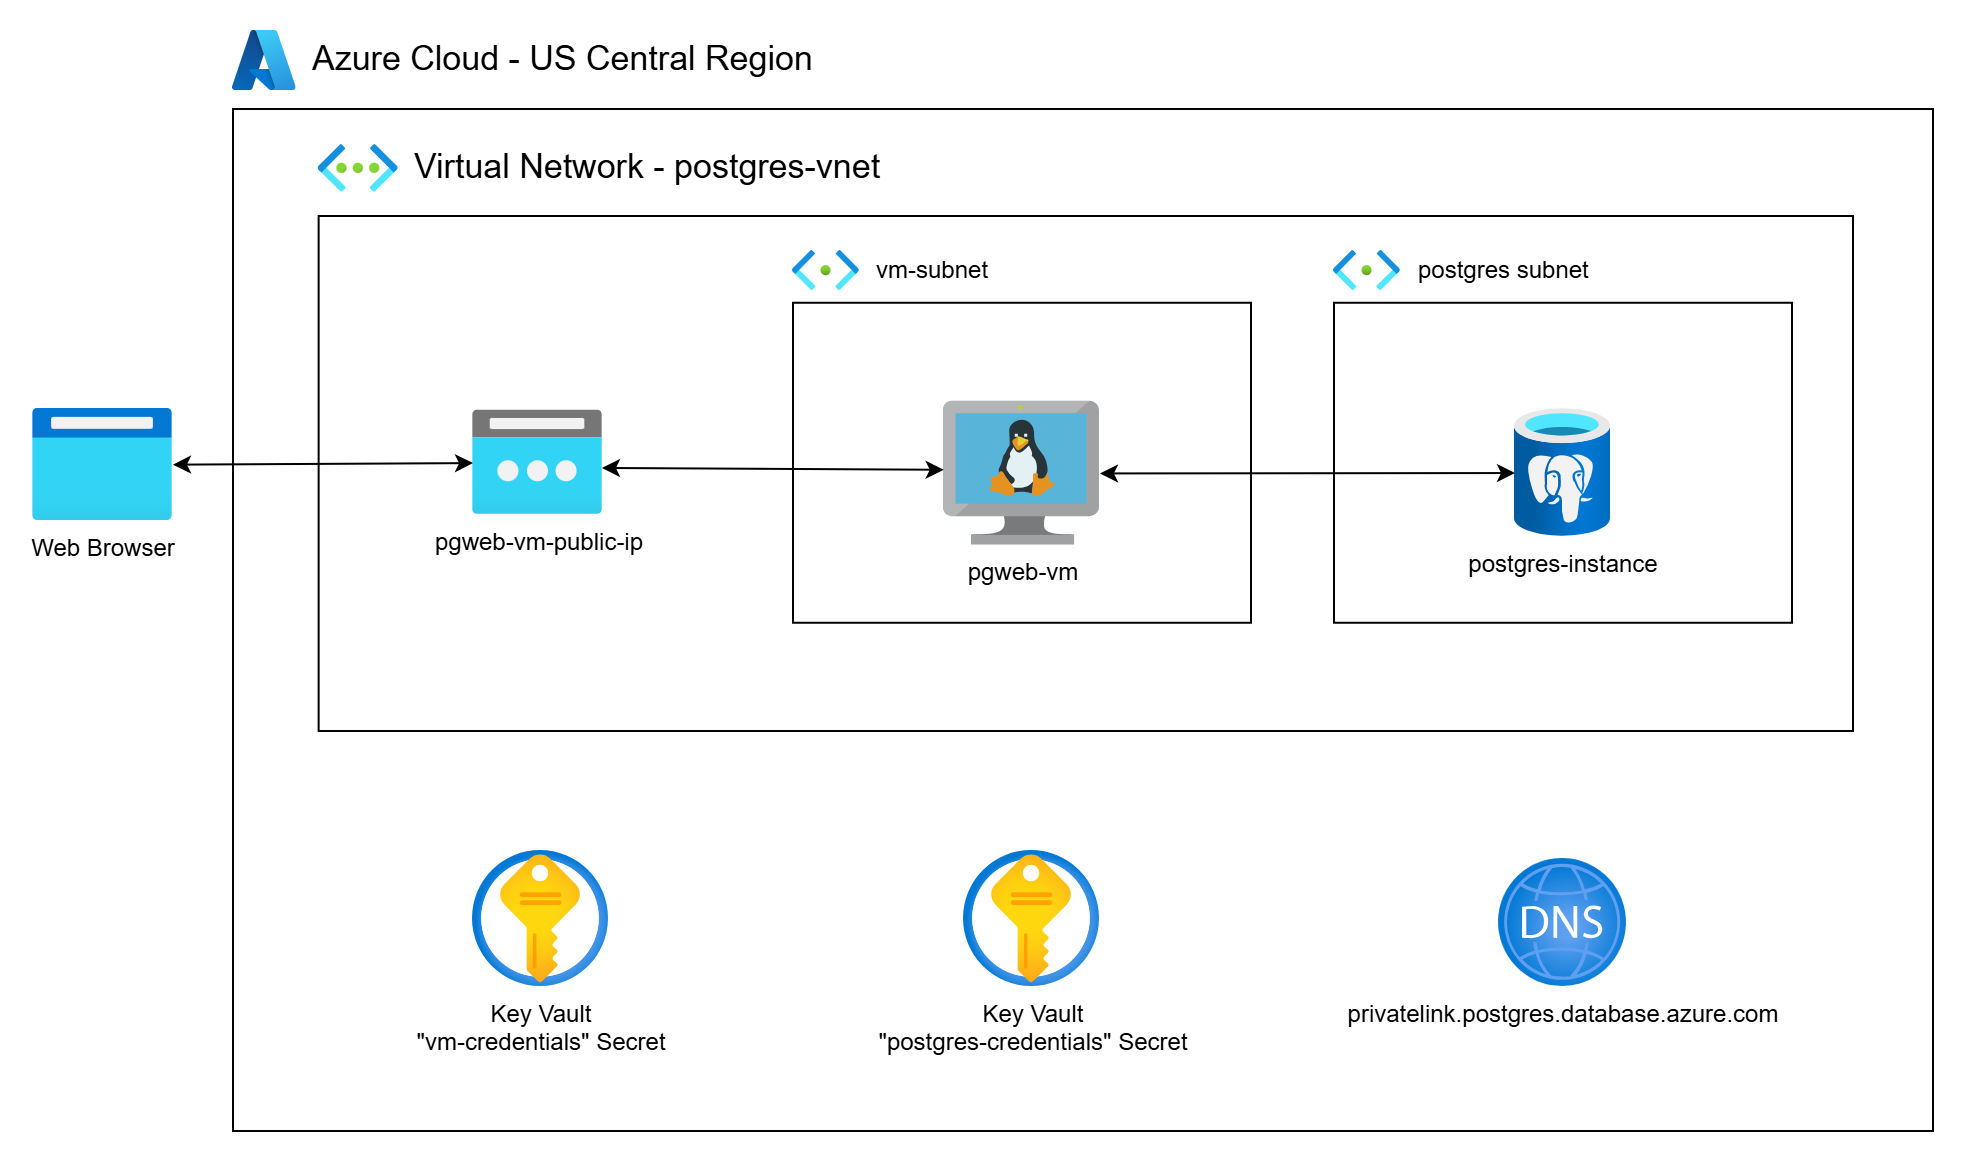 Azure Cloud - US Central Region
Virtual Network - postgres-vnet
vm-subnet
postgres subnet
Web Browser
pgweb-vm-public-ip
pgweb-vm
postgres-instance
Key Vault
"vm-credentials" Secret
Key Vault
"postgres-credentials" Secret
DNS
privatelink.postgres.database.azure.com